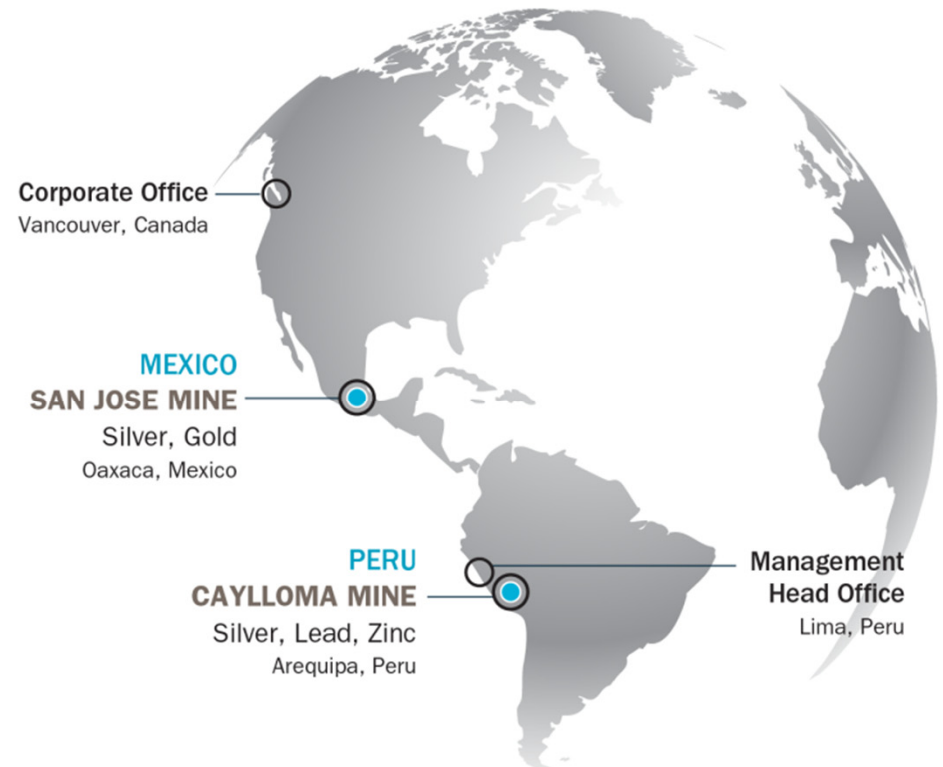 Corporate Office
Vancouver, Canada
MEXICO
SAN JOSE MINE
Silver, Gold
Oaxaca, Mexico
PERU
CAYLLOMA MINE
Silver, Lead, Zinc
Arequipa, Peru
Management
Head Office
Lima, Peru